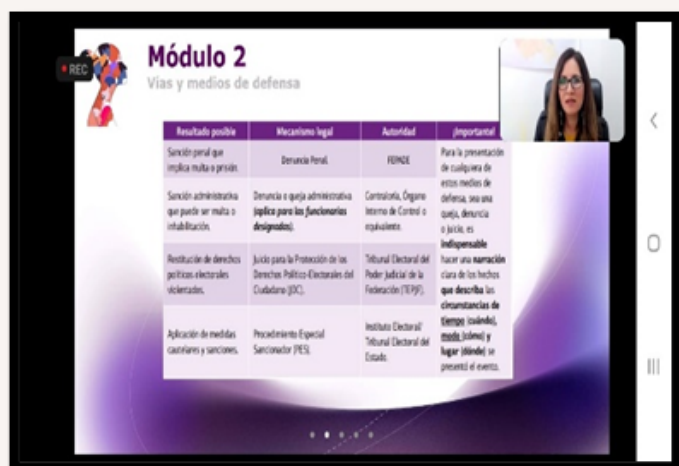 REC
Módulo 2
Vías y medios de defensa
Resultado posible
Mecanismo legal
Autoridad
¡Importante!
Sanción penal que
implica multa o prisión.
Denuncia Penal.
FEPADE
Sanción administrativa
que puede ser multa o
inhabilitación.
Denuncia o queja administrativa
(aplica para los funcionarios
designados).
Contraloría, Órgano
Interno de Control o
equivalente.
Restitución de derechos
políticos-electorales
violentados.
Juicio para la Protección de los
Derechos Político-Electorales del
Ciudadano (JDC).
Tribunal Electoral del
Poder Judicial de la
Federación (TEPJF).
Aplicación de medidas
cautelares y sanciones.
Procedimiento Especial
Sancionador (PES).
Instituto Electoral/
Tribunal Electoral del
Estado.
Para la presentación
de cualquiera de
estos medios de
defensa, sea una
queja, denuncia
o juicio, es
indispensable
hacer una narración
clara de los hechos
que describa las
circunstancias de
tiempo (cuándo),
modo (cómo) y
lugar (dónde) se
presentó el evento.